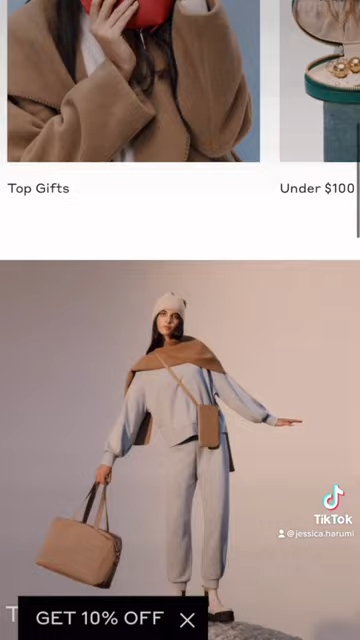 Top Gifts
Under $100
TikTok
@jessica.harumi
T
GET 10% OFF